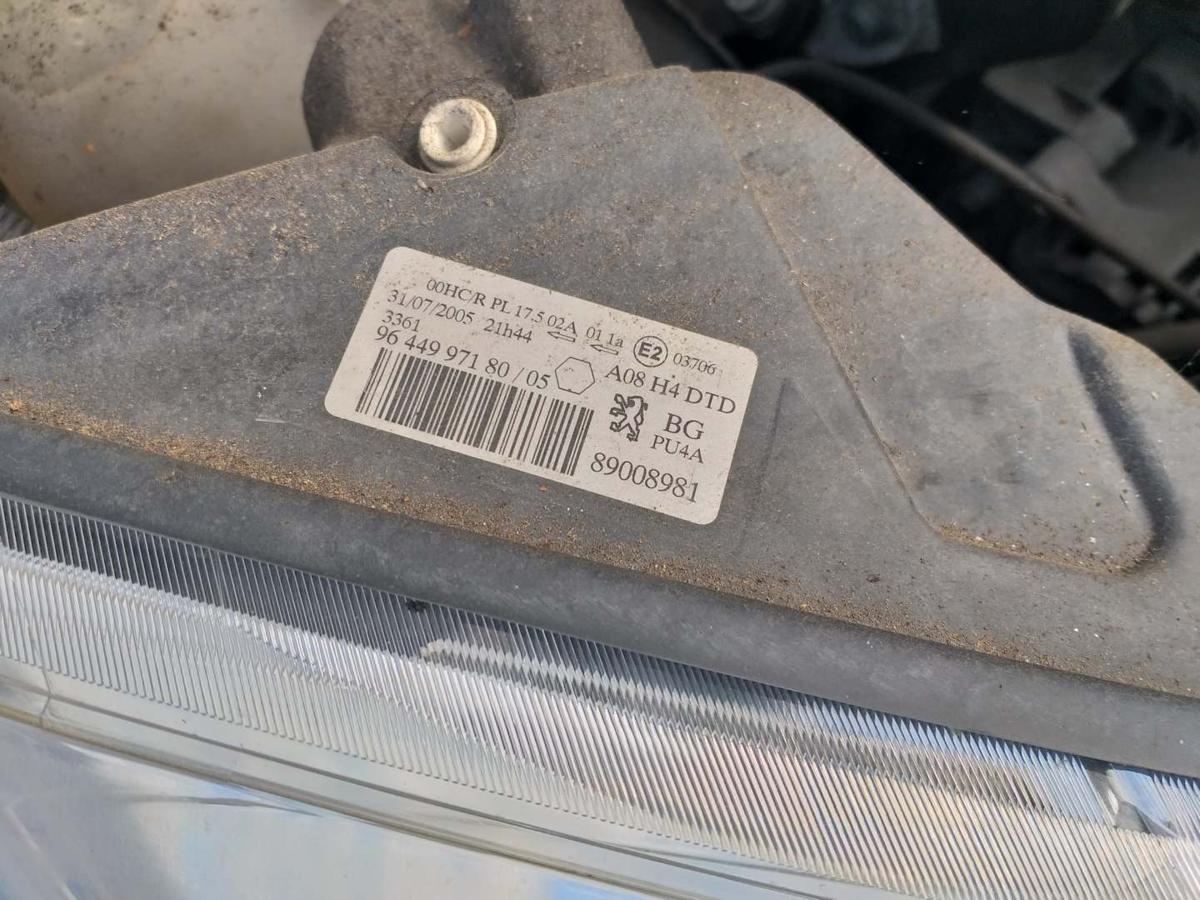 00HC/R PL 17.5 02A 01 1a E2 03706
31/07/2005 21h44
3361
96 449 971 80 / 05
A08 H4 DTD
BG
PU4A
89008981